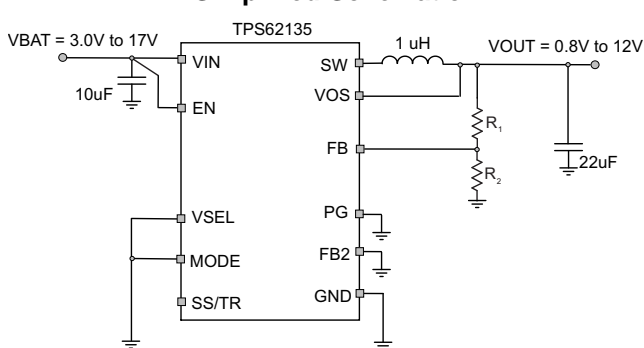 TPS62135
VBAT = 3.0V to 17V
1 uH
VOUT = 0.8V to 12V
VIN
SW
10uF
VOS
EN
R1
FB
22uF
R2
VSEL
PG
MODE
FB2
SS/TR
GND